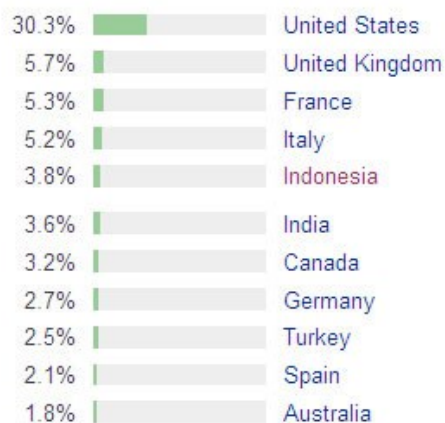 30.3% United States
5.7% United Kingdom
5.3% France
5.2% Italy
3.8% Indonesia
3.6% India
3.2% Canada
2.7% Germany
2.5% Turkey
2.1% Spain
1.8% Australia